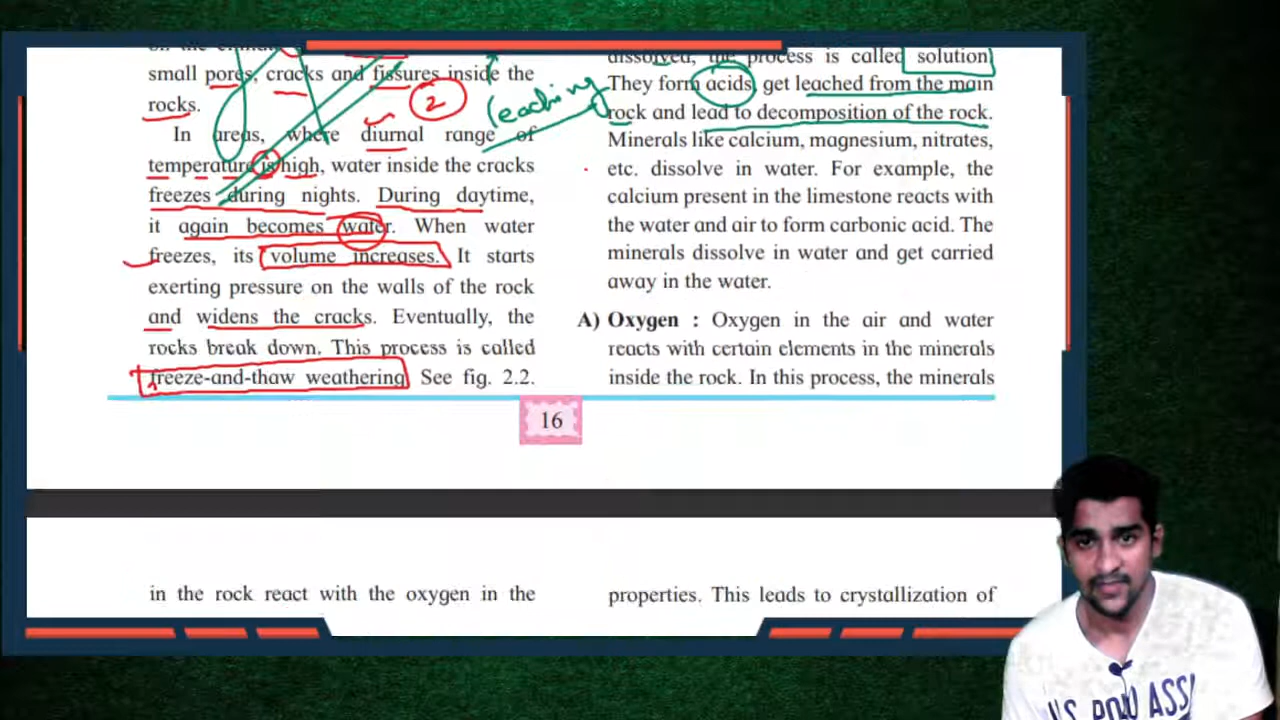 small pores, cracks and fissures inside the
rocks.
2
leaching
In areas, where diurnal range of
temperature is high, water inside the cracks
freezes during nights. During daytime,
it again becomes water. When water
freezes, its volume increases. It starts
exerting pressure on the walls of the rock
and widens the cracks. Eventually, the
rocks break down. This process is called
freeze-and-thaw weathering. See fig. 2.2.
dissolved, the process is called solution.
They form acids, get leached from the main
rock and lead to decomposition of the rock.
Minerals like calcium, magnesium, nitrates,
etc. dissolve in water. For example, the
calcium present in the limestone reacts with
the water and air to form carbonic acid. The
minerals dissolve in water and get carried
away in the water.
A) Oxygen : Oxygen in the air and water
reacts with certain elements in the minerals
inside the rock. In this process, the minerals
16
in the rock react with the oxygen in the
properties. This leads to crystallization of
U.S. POLO ASSN